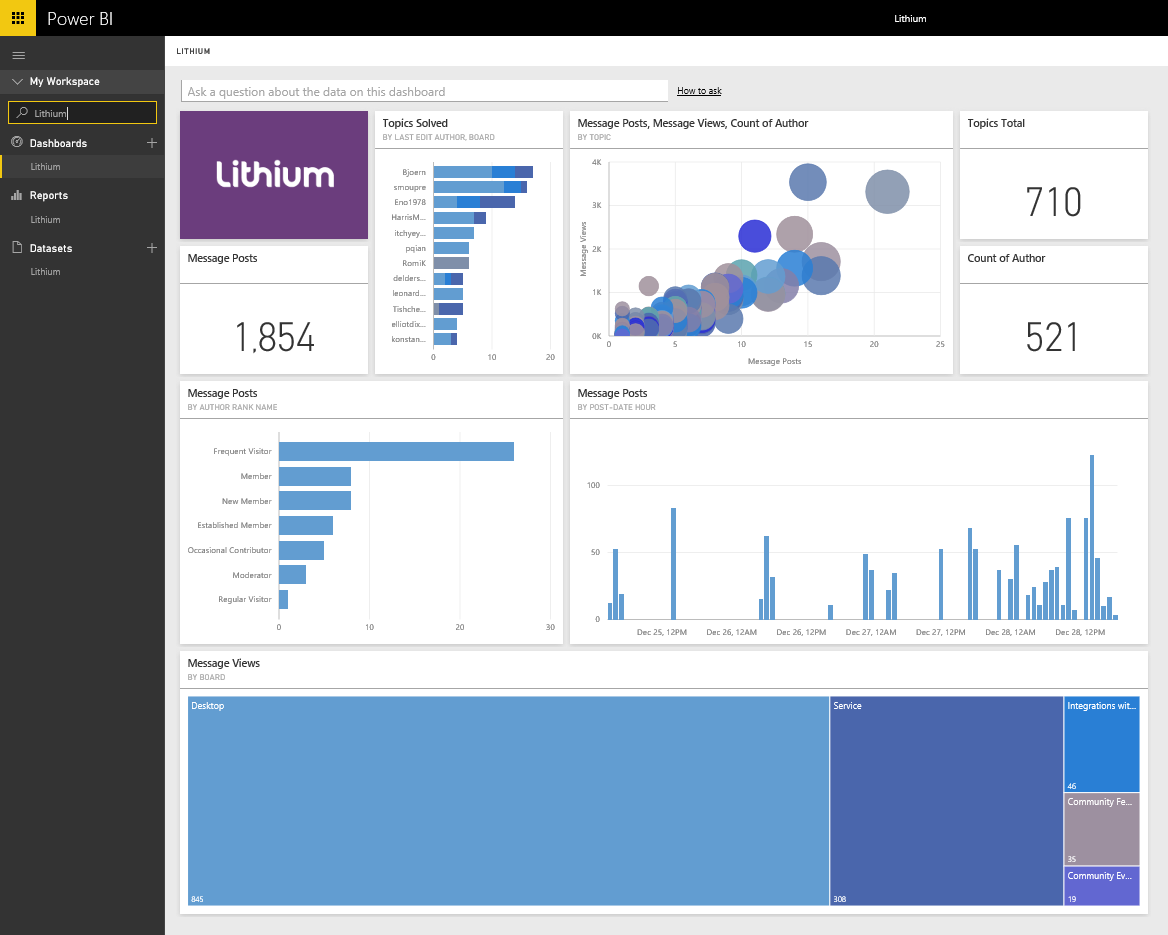 Power BI
Lithium
LITHIUM
My Workspace
Lithium
Dashboards
Lithium
Reports
Lithium
Datasets
Lithium
Ask a question about the data on this dashboard
How to ask
Lithium
Message Posts
1,854
Topics Solved
BY LAST EDIT AUTHOR, BOARD
Bjoern
smoupre
Eno1978
HarrisM...
itchyey...
pqian
RomiK
delders...
leonard...
Tishche...
elliotdix...
konstan...
0 10 20
Message Posts, Message Views, Count of Author
BY TOPIC
Message Views
4K
3K
2K
1K
0K
0 5 10 15 20 25
Message Posts
Topics Total
710
Count of Author
521
Message Posts
BY AUTHOR RANK NAME
Frequent Visitor
Member
New Member
Established Member
Occasional Contributor
Moderator
Regular Visitor
0 10 20 30
Message Posts
BY POST-DATE HOUR
100
50
0
Dec 25, 12PM Dec 26, 12AM Dec 26, 12PM Dec 27, 12AM Dec 27, 12PM Dec 28, 12AM Dec 28, 12PM
Message Views
BY BOARD
Desktop
845
Service
308
Integrations wit...
46
Community Fe...
35
Community Ev...
19